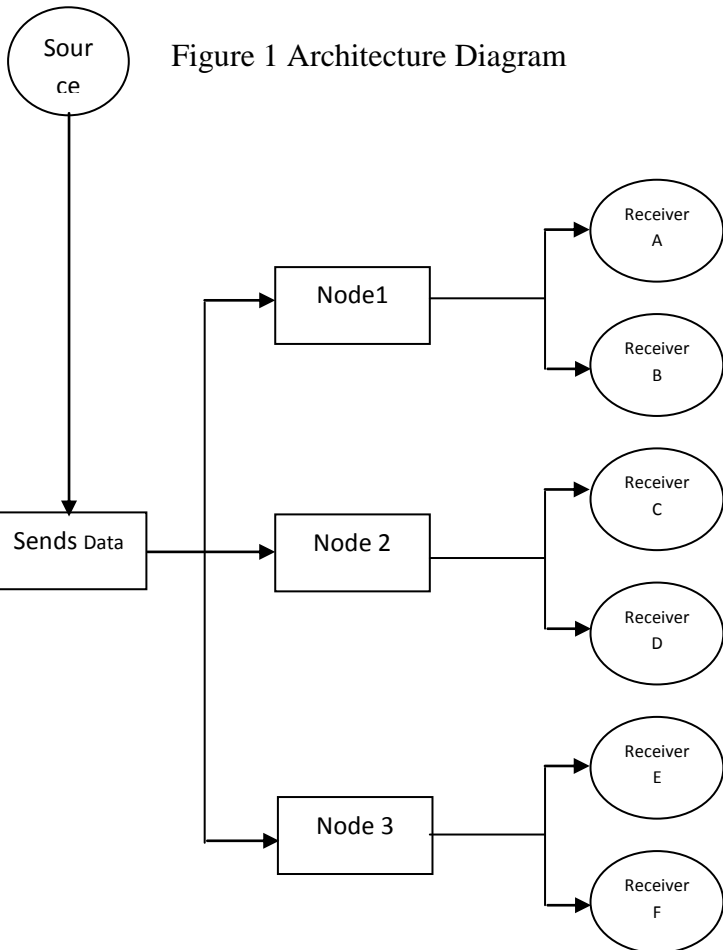 Sour
ce
Figure 1 Architecture Diagram
Receiver
A
Node1
Receiver
B
Receiver
C
Sends Data
Node 2
Receiver
D
Receiver
E
Node 3
Receiver
F